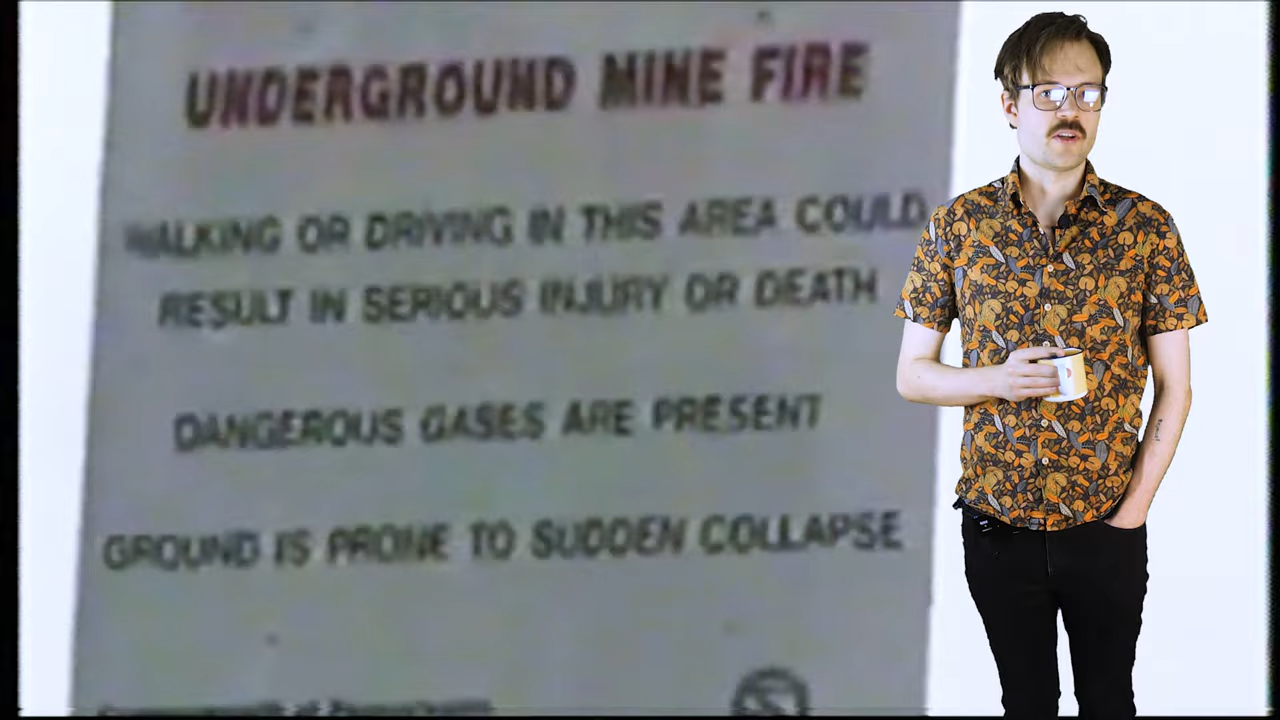 UNDERGROUND MINE FIRE
WALKING OR DRIVING IN THIS AREA COULD
RESULT IN SERIOUS INJURY OR DEATH
DANGEROUS GASES ARE PRESENT
GROUND IS PRONE TO SUDDEN COLLAPSE